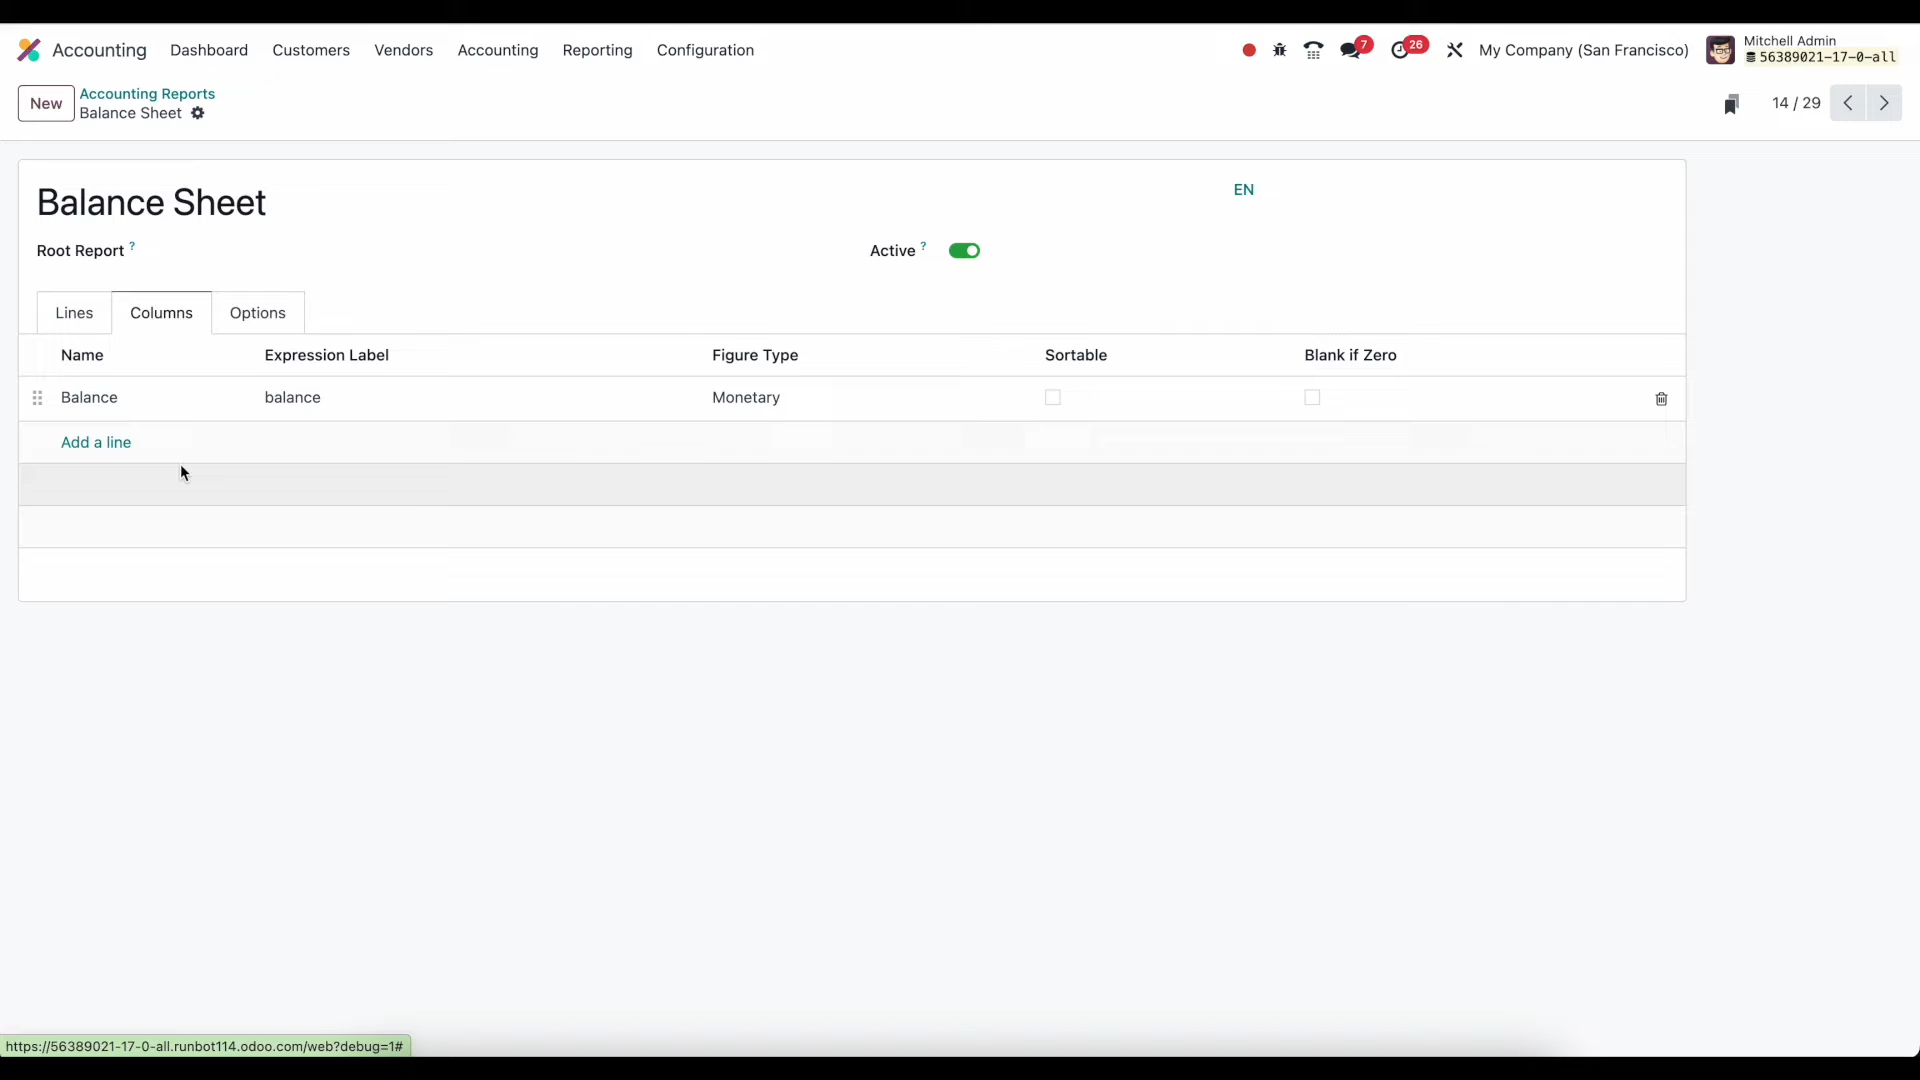 Accounting Dashboard Customers Vendors Accounting Reporting Configuration 7 26 My Company (San Francisco) Mitchell Admin
56389021-17-0-all
New Accounting Reports
Balance Sheet
14 / 29
Balance Sheet
EN
Root Report ?
Active ?
Lines Columns Options
Name Expression Label Figure Type Sortable Blank if Zero
Balance balance Monetary
Add a line
https://56389021-17-0-all.runbot114.odoo.com/web?debug=1#